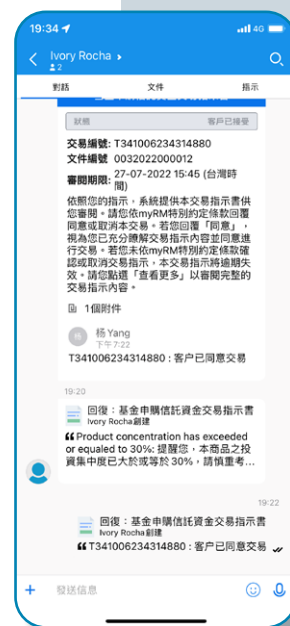 19:34
4G
Ivory Rocha
2
對話
文件
指示
狀態
客戶已接受
交易編號: T341006234314880
文件編號 0032022000012
審閱期限: 27-07-2022 15:45 (台灣時
間)
依照您的指示，系統提供本交易指示書供
您審閱。請您依myRM特別約定條款回覆
同意或取消本交易。若您回覆「同意」，
視為您已充分瞭解交易指示內容並同意進
行交易。若您未依myRM特別約定條款確
認或取消交易指示，本交易指示將逾期失
效。請您點選「查看更多」以審閱完整的
交易指示內容。
1個附件
杨
杨 Yang
下午7:22
T341006234314880 : 客户已同意交易
19:20
回復：基金申購信託資金交易指示書
Ivory Rocha創建
“Product concentration has exceeded
or equaled to 30%: 提醒您，本商品之投
資集中度已大於或等於 30%，請慎重考...
19:22
回復：基金申購信託資金交易指示書
Ivory Rocha創建
“T341006234314880 : 客户已同意交易
發送信息